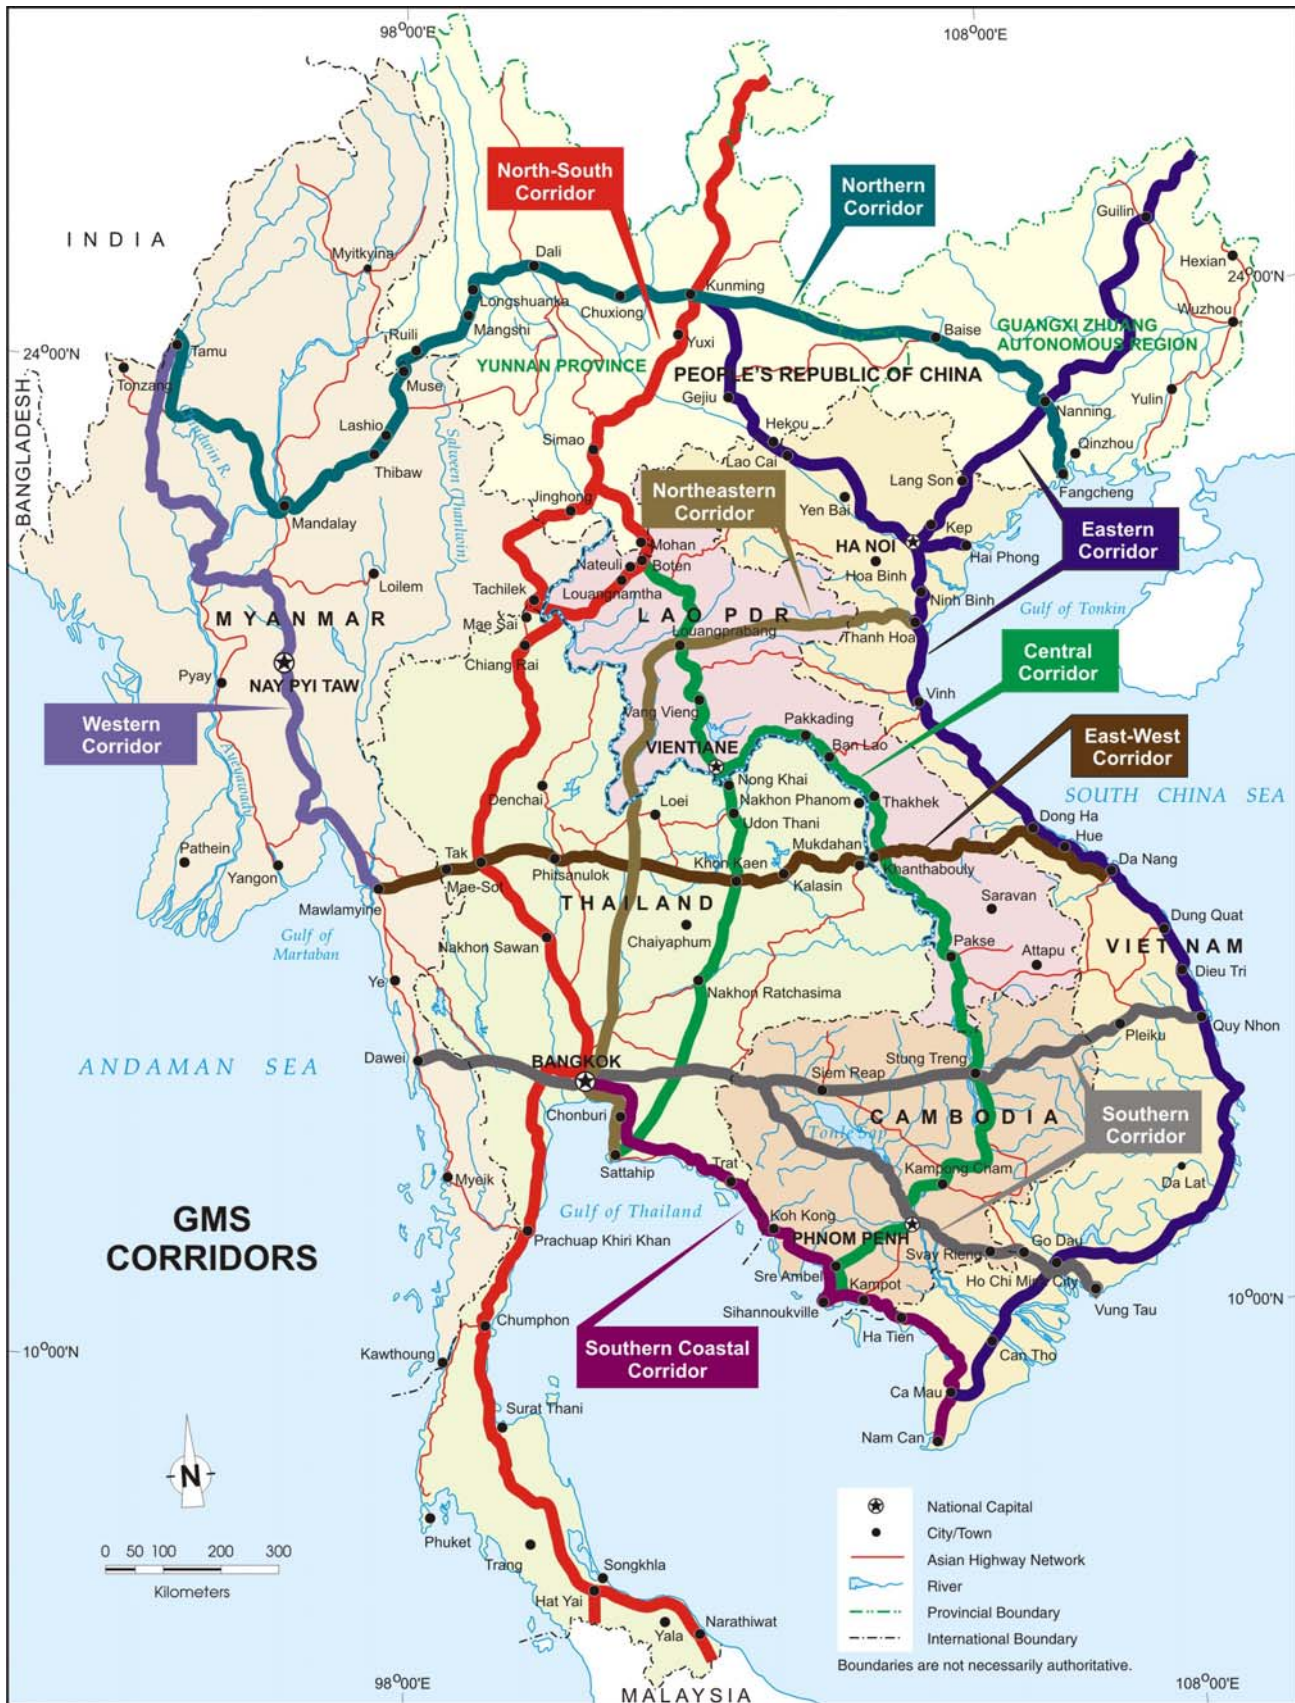 98°00'E
108°00'E
North-South
Corridor
Northern
Corridor
INDIA
Myitkyina
Dali
Guilin
Hexian
24°00'N
Longshuanka
Kunming
Wuzhou
Mangshi
Chuxiong
Ruili
Yuxi
Baise
GUANGXI ZHUANG
AUTONOMOUS REGION
24°00'N
Tamu
YUNNAN PROVINCE
PEOPLE'S REPUBLIC OF CHINA
Tonzang
Muse
Gejiu
Nanning
Yulin
BANGLADESH
Chindwin R.
Lashio
Salween (Thanlwin)
Simao
Hekou
Qinzhou
Thibaw
Lao Cai
Lang Son
Fangcheng
Mandalay
Jinghong
Northeastern
Corridor
Yen Bai
Kep
Eastern
Corridor
Mohan
HA NOI
Hai Phong
Nateuli
Boten
Loilem
Hoa Binh
Tachilek
Louangnamtha
Ninh Binh
Gulf of Tonkin
MYANMAR
Mae Sai
LAO PDR
Louangprabang
Thanh Hoa
Chiang Rai
Central
Corridor
Pyay
NAY PYI TAW
Vang Vieng
Vinh
Western
Corridor
Pakkading
VIENTIANE
Ban Lao
East-West
Corridor
Ayeyawady
Nong Khai
Denchai
Loei
Nakhon Phanom
Thakhek
SOUTH CHINA SEA
Udon Thani
Dong Ha
Hue
Pathein
Yangon
Tak
Mukdahan
Da Nang
Mae-Sot
Phitsanulok
Khon Kaen
Kalasin
Khanthabouly
Mawlamyine
THAILAND
Saravan
Gulf of
Martaban
Chaiyaphum
Dung Quat
Nakhon Sawan
Pakse
Attapu
VIET NAM
Ye
Nakhon Ratchasima
Dieu Tri
Pleiku
Quy Nhon
ANDAMAN SEA
Dawei
BANGKOK
Siem Reap
Stung Treng
Chonburi
CAMBODIA
Southern
Corridor
Tonle Sap
Sattahip
Trat
Kampong Cham
Myeik
Da Lat
GMS
CORRIDORS
Gulf of Thailand
Koh Kong
PHNOM PENH
Prachuap Khiri Khan
Svay Rieng
Go Dau
Sre Ambel
Kampot
Ho Chi Minh City
Sihannoukville
Vung Tau
10°00'N
Chumphon
Ha Tien
10°00'N
Kawthoung
Southern Coastal
Corridor
Can Tho
Ca Mau
Surat Thani
Nam Can
N
National Capital
Phuket
City/Town
0 50 100 200 300
Kilometers
Trang
Songkhla
Asian Highway Network
River
Hat Yai
Provincial Boundary
Yala
Narathiwat
International Boundary
Boundaries are not necessarily authoritative.
98°00'E
MALAYSIA
108°00'E